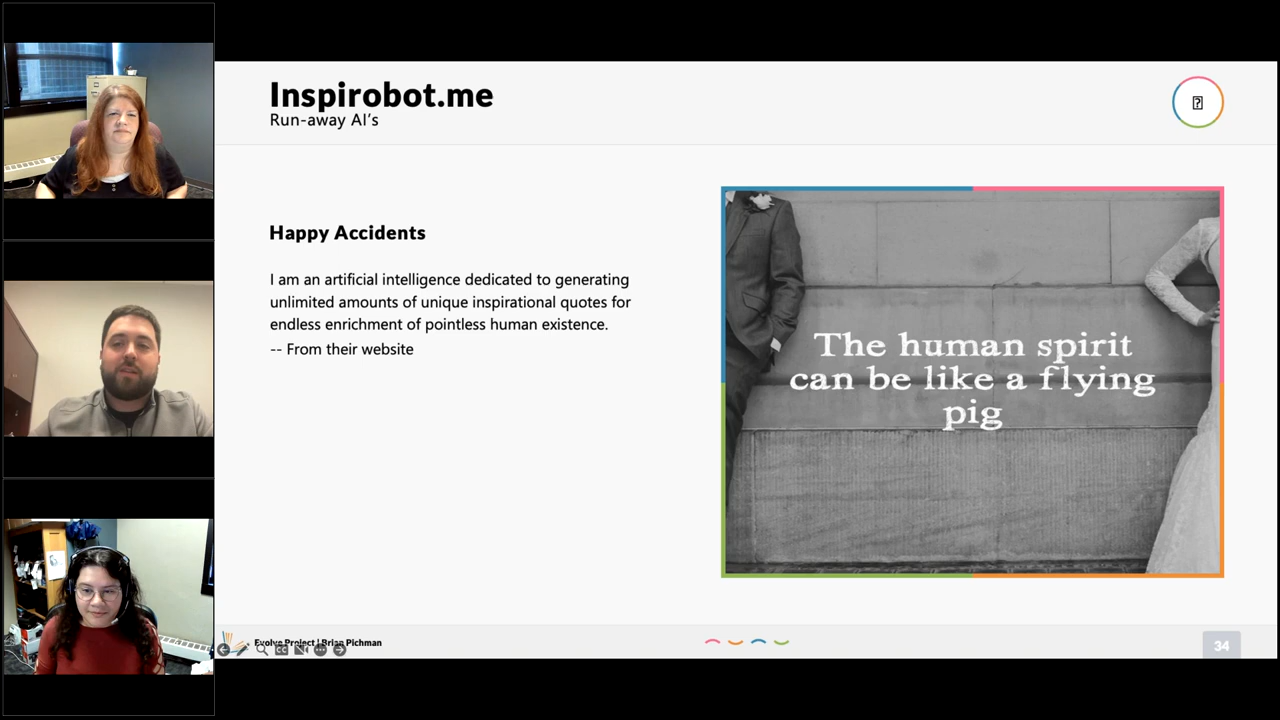 Inspirobot.me
Run-away AI's
Happy Accidents
I am an artificial intelligence dedicated to generating
unlimited amounts of unique inspirational quotes for
endless enrichment of pointless human existence.
-- From their website
The human spirit
can be like a flying
pig
Evolve Project | Brian Pichman
34